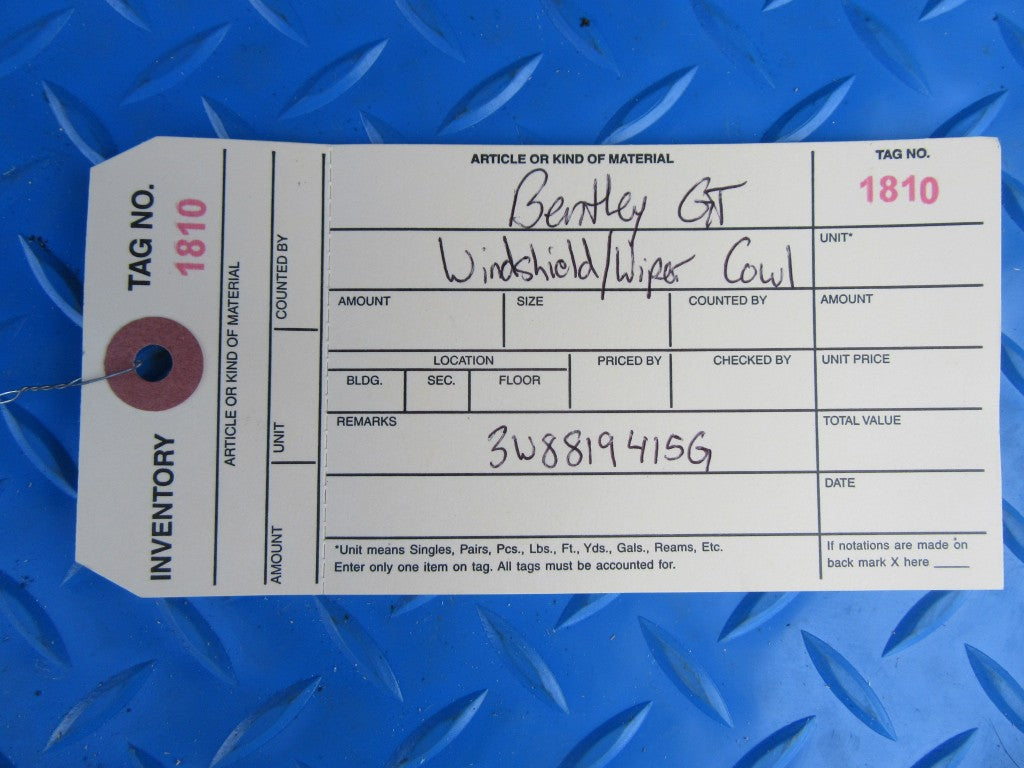 TAG NO.
1810
INVENTORY
ARTICLE OR KIND OF MATERIAL
COUNTED BY
UNIT
AMOUNT
ARTICLE OR KIND OF MATERIAL
Bentley GT
Windshield/Wiper Cowl
TAG NO.
1810
UNIT*
AMOUNT SIZE COUNTED BY AMOUNT
LOCATION PRICED BY CHECKED BY UNIT PRICE
BLDG. SEC. FLOOR
REMARKS TOTAL VALUE
3W8819415G
DATE
*Unit means Singles, Pairs, Pcs., Lbs., Ft., Yds., Gals., Reams, Etc.
Enter only one item on tag. All tags must be accounted for.
If notations are made on
back mark X here _____